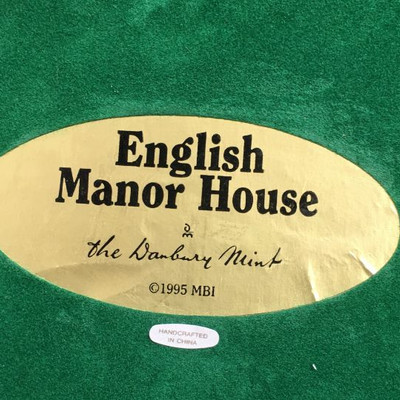 English
Manor House
The Danbury Mint
©1995 MBI
HANDCRAFTED
IN CHINA